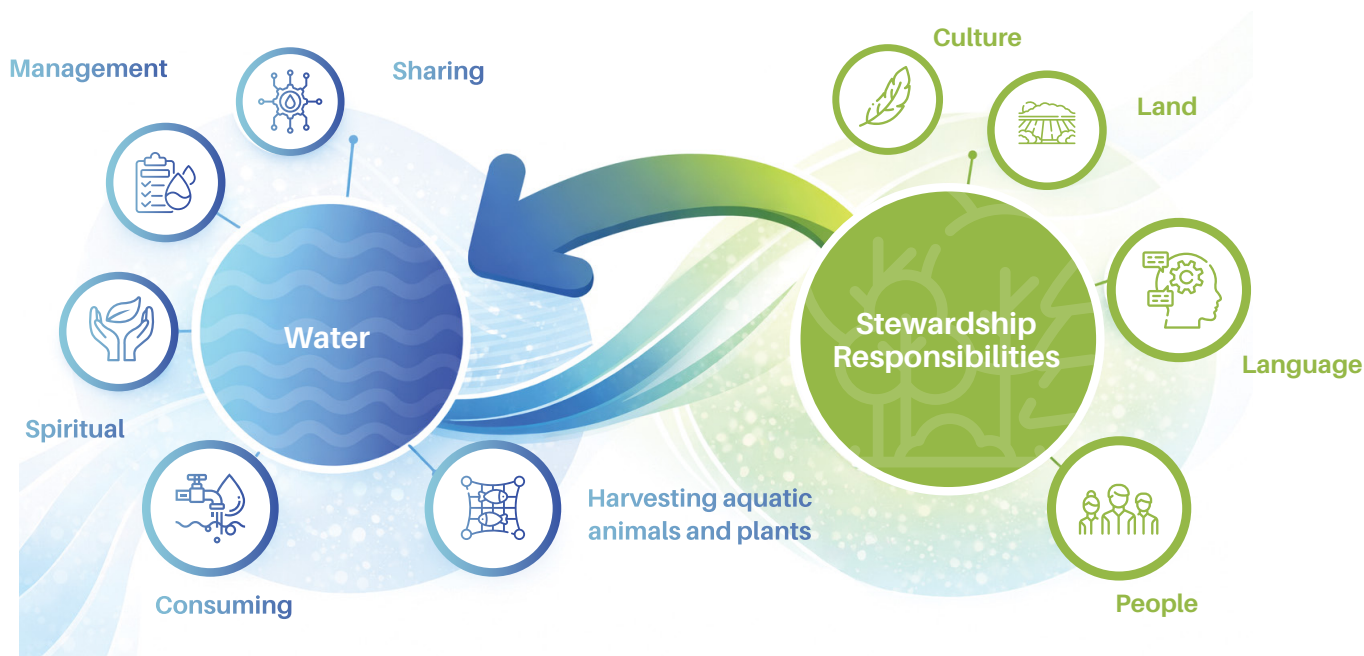 Management
Sharing
Water
Spiritual
Consuming
Harvesting aquatic
animals and plants
Culture
Land
Stewardship
Responsibilities
Language
People